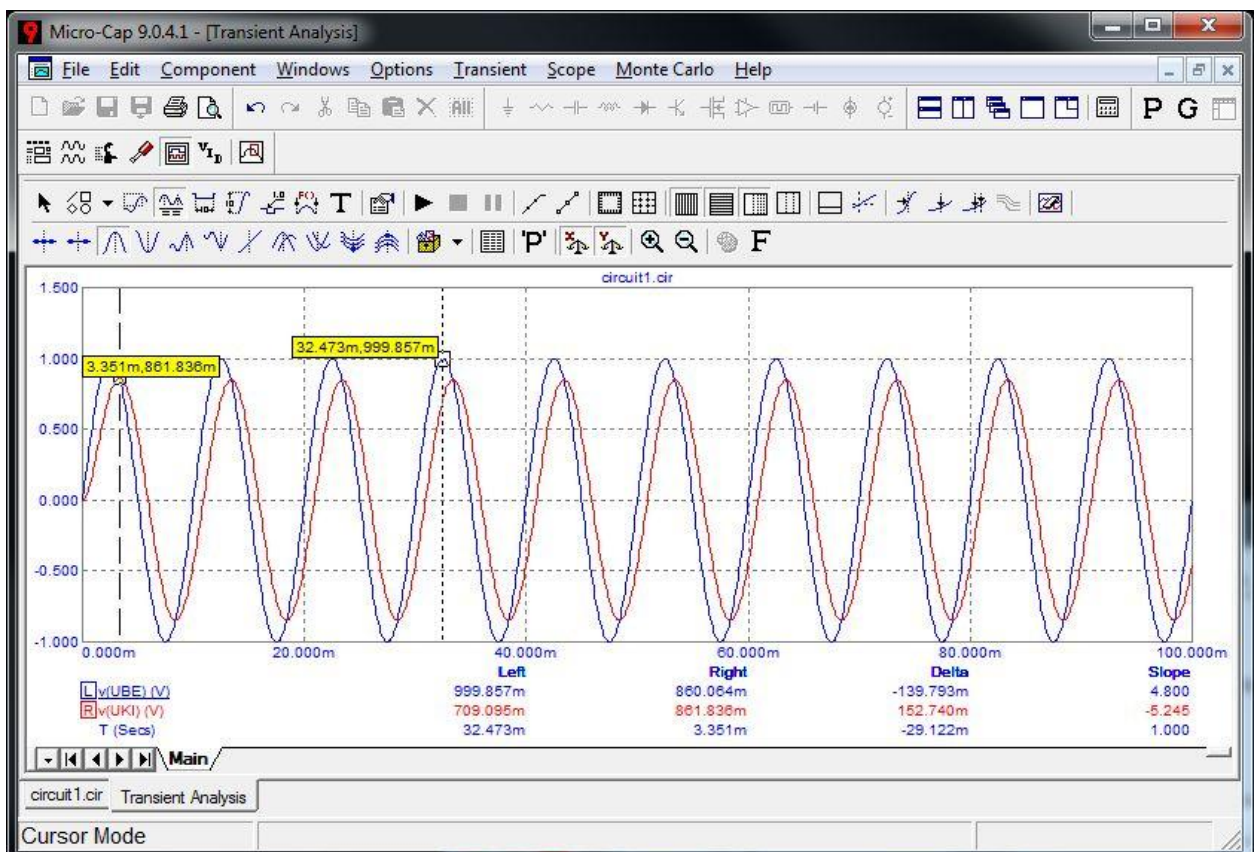 Micro-Cap 9.0.4.1 - [Transient Analysis]
File Edit Component Windows Options Transient Scope Monte Carlo Help
P G
T 'P' F
circuit1.cir
1.500
1.000
0.500
0.000
-0.500
-1.000
3.351m,861.836m
32.473m,999.857m
0.000m 20.000m 40.000m 60.000m 80.000m 100.000m
Left Right Delta Slope
L v(UBE) (V) 999.857m 860.064m -139.793m 4.800
R v(UKI) (V) 709.095m 861.836m 152.740m -5.245
T (Secs) 32.473m 3.351m -29.122m 1.000
Main
circuit1.cir Transient Analysis
Cursor Mode